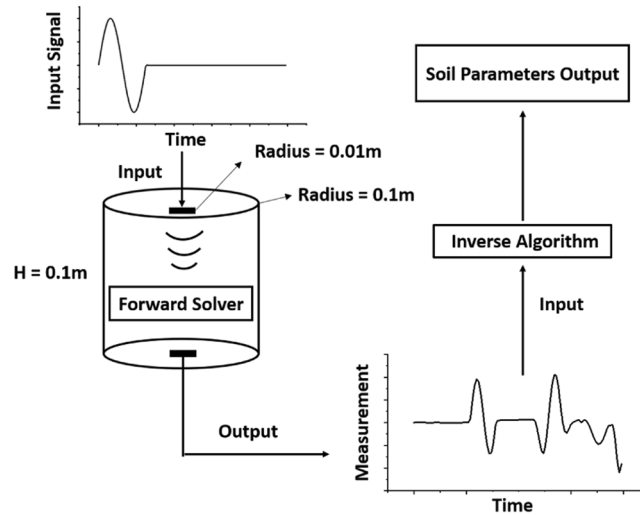 Input Signal
Time
Input
Radius = 0.01m
Radius = 0.1m
H = 0.1m
Forward Solver
Output
Soil Parameters Output
Inverse Algorithm
Input
Measurement
Time